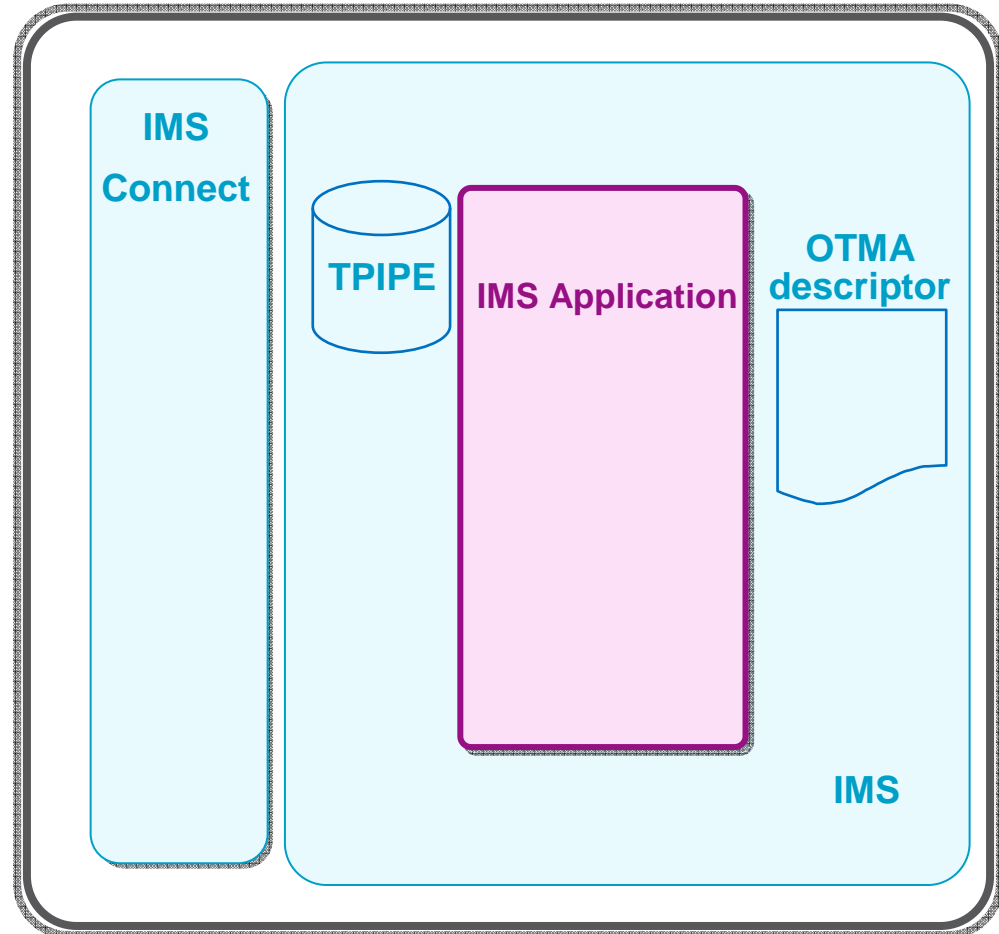 IMS
Connect
TPIPE
IMS Application
OTMA
descriptor
IMS